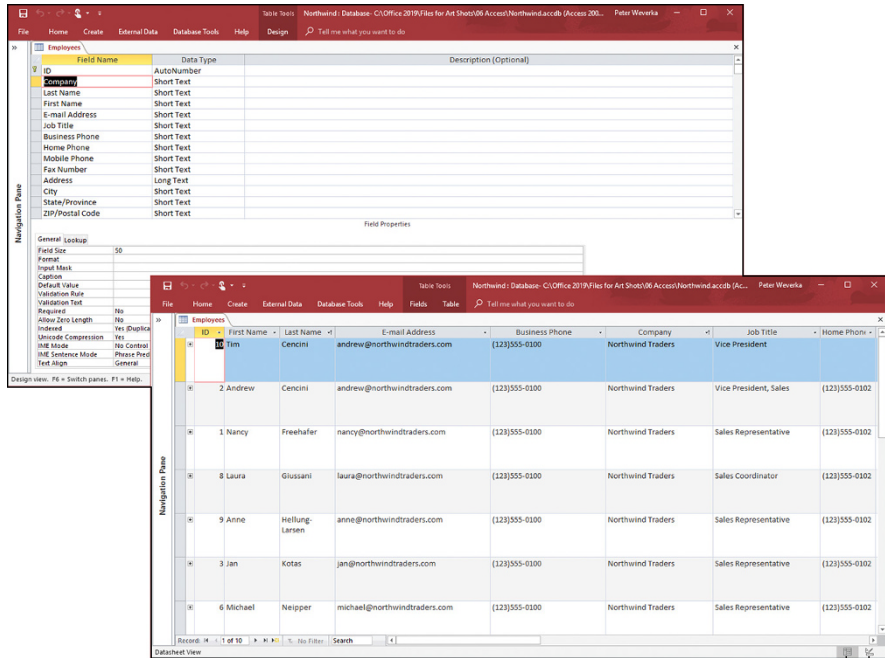 Table Tools Northwind : Database- C:\Office 2019\Files for Art Shots\06 Access\Northwind.accdb (Access 200... Peter Weverka
File Home Create External Data Database Tools Help Design Tell me what you want to do
Employees
Field Name Data Type Description (Optional)
ID AutoNumber
Company Short Text
Last Name Short Text
First Name Short Text
E-mail Address Short Text
Job Title Short Text
Business Phone Short Text
Home Phone Short Text
Mobile Phone Short Text
Fax Number Short Text
Address Long Text
City Short Text
State/Province Short Text
ZIP/Postal Code Short Text
Navigation Pane
Field Properties
General Lookup
Field Size 50
Format
Input Mask
Caption
Default Value
Validation Rule
Validation Text
Required No
Allow Zero Length No
Indexed Yes (Duplica
Unicode Compression Yes
IME Mode No Control
IME Sentence Mode Phrase Pred
Text Align General
Design view. F6 = Switch panes. F1 = Help.
Table Tools Northwind : Database- C:\Office 2019\Files for Art Shots\06 Access\Northwind.accdb (Ac... Peter Weverka
File Home Create External Data Database Tools Help Fields Table Tell me what you want to do
Employees
ID First Name Last Name E-mail Address Business Phone Company Job Title Home Phone
10 Tim Cencini andrew@northwindtraders.com (123)555-0100 Northwind Traders Vice President
2 Andrew Cencini andrew@northwindtraders.com (123)555-0100 Northwind Traders Vice President, Sales (123)555-0102
1 Nancy Freehafer nancy@northwindtraders.com (123)555-0100 Northwind Traders Sales Representative (123)555-0102
8 Laura Giussani laura@northwindtraders.com (123)555-0100 Northwind Traders Sales Coordinator (123)555-0102
9 Anne Hellung- anne@northwindtraders.com (123)555-0100 Northwind Traders Sales Representative (123)555-0102
Larsen
3 Jan Kotas jan@northwindtraders.com (123)555-0100 Northwind Traders Sales Representative (123)555-0102
6 Michael Neipper michael@northwindtraders.com (123)555-0100 Northwind Traders Sales Representative (123)555-0102
Navigation Pane
Record: 1 of 10 No Filter Search
Datasheet View